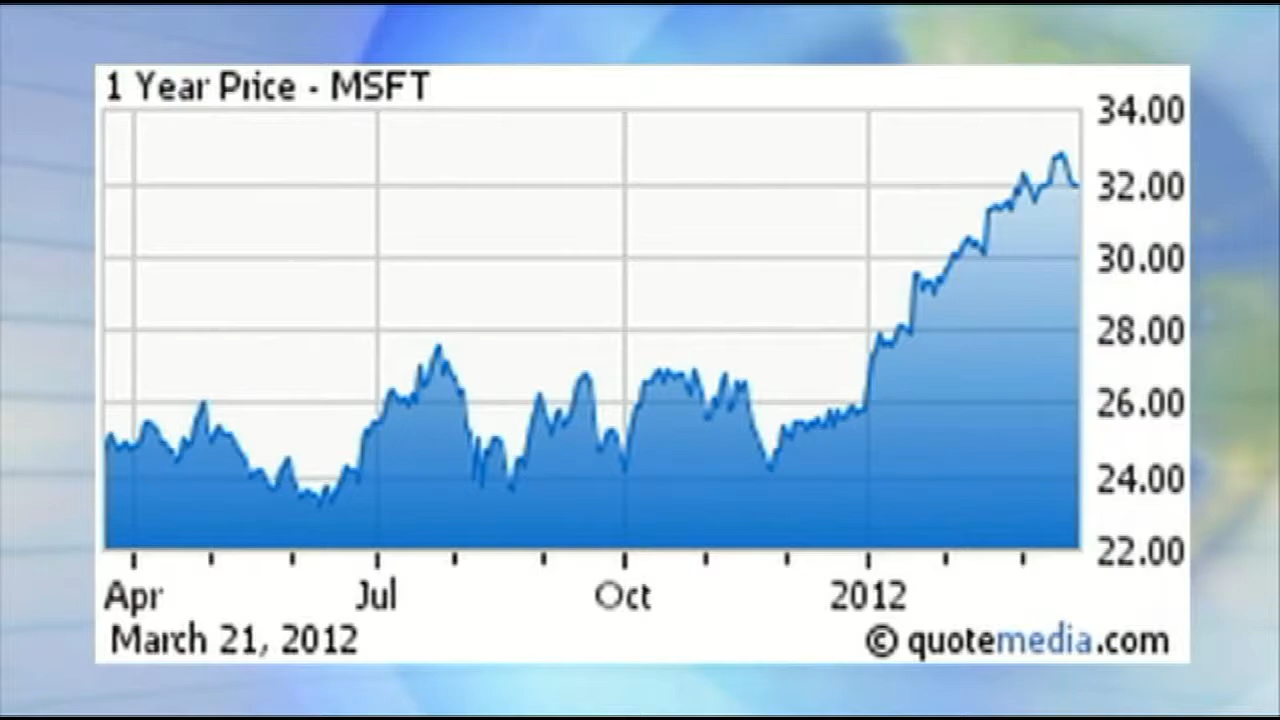 1 Year Price - MSFT
34.00
32.00
30.00
28.00
26.00
24.00
22.00
Apr Jul Oct 2012
March 21, 2012 © quotemedia.com